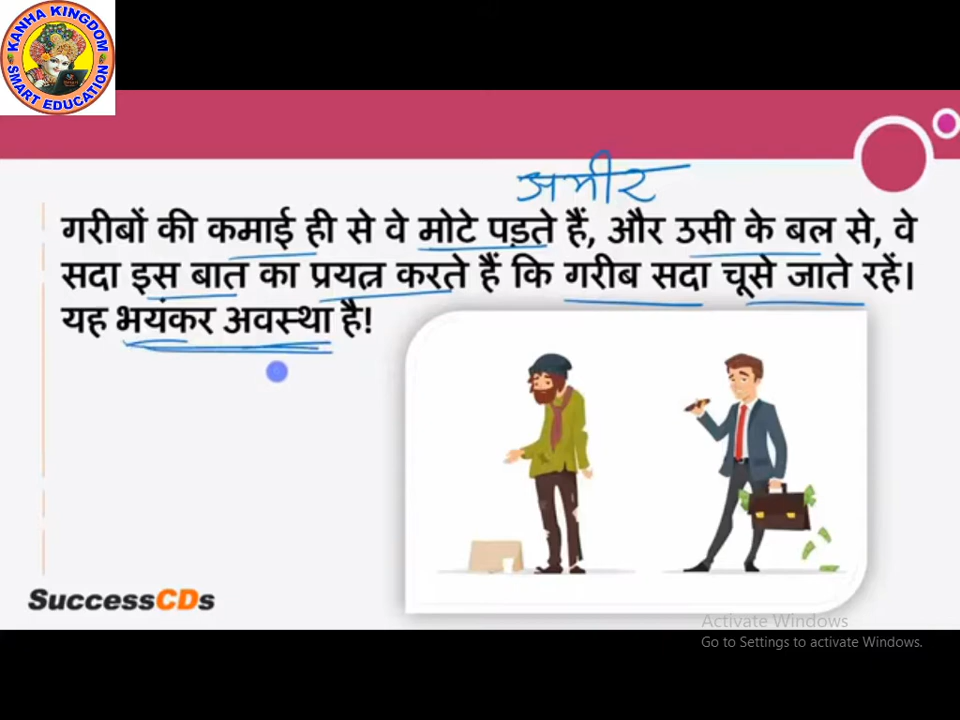 KANHA KINGDOM
SMART EDUCATION
अमीर
गरीबों की कमाई ही से वे मोटे पड़ते हैं, और उसी के बल से, वे
सदा इस बात का प्रयत्न करते हैं कि गरीब सदा चूसे जाते रहें।
यह भयंकर अवस्था है!
SuccessCDs
Activate Windows
Go to Settings to activate Windows.